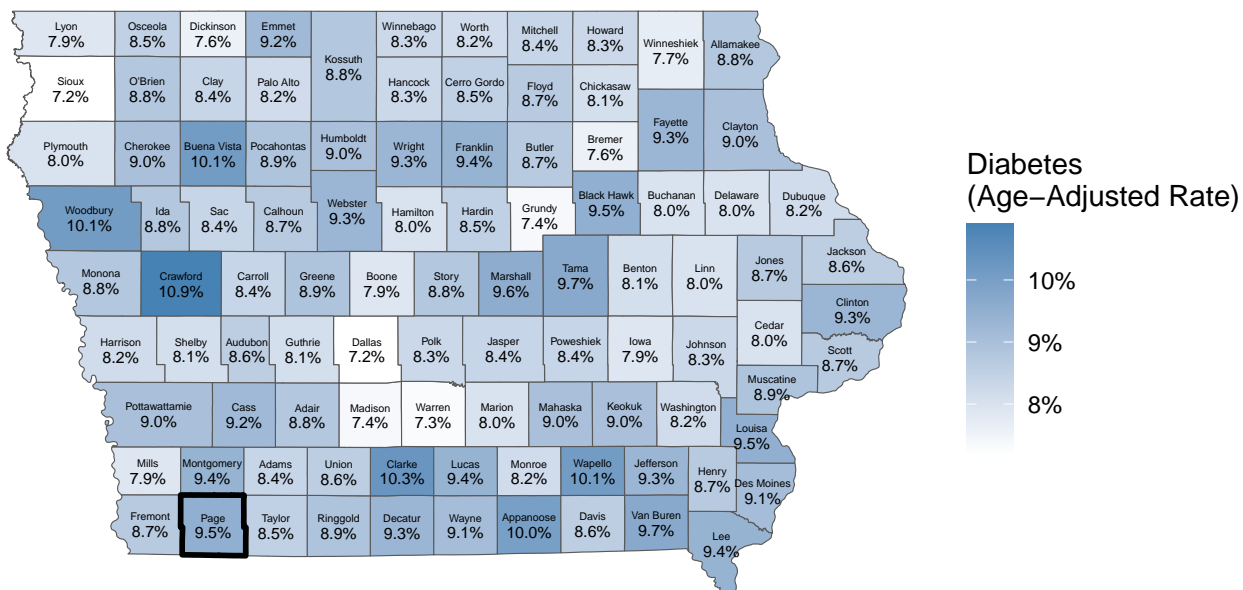 Lyon
7.9%
Osceola
8.5%
Dickinson
7.6%
Emmet
9.2%
Kossuth
8.8%
Winnebago
8.3%
Worth
8.2%
Mitchell
8.4%
Howard
8.3%
Winneshiek
7.7%
Allamakee
8.8%
Sioux
7.2%
O'Brien
8.8%
Clay
8.4%
Palo Alto
8.2%
Hancock
8.3%
Cerro Gordo
8.5%
Floyd
8.7%
Chickasaw
8.1%
Fayette
9.3%
Clayton
9.0%
Plymouth
8.0%
Cherokee
9.0%
Buena Vista
10.1%
Pocahontas
8.9%
Humboldt
9.0%
Wright
9.3%
Franklin
9.4%
Butler
8.7%
Bremer
7.6%
Woodbury
10.1%
Ida
8.8%
Sac
8.4%
Calhoun
8.7%
Webster
9.3%
Hamilton
8.0%
Hardin
8.5%
Grundy
7.4%
Black Hawk
9.5%
Buchanan
8.0%
Delaware
8.0%
Dubuque
8.2%
Monona
8.8%
Crawford
10.9%
Carroll
8.4%
Greene
8.9%
Boone
7.9%
Story
8.8%
Marshall
9.6%
Tama
9.7%
Benton
8.1%
Linn
8.0%
Jones
8.7%
Jackson
8.6%
Clinton
9.3%
Harrison
8.2%
Shelby
8.1%
Audubon
8.6%
Guthrie
8.1%
Dallas
7.2%
Polk
8.3%
Jasper
8.4%
Poweshiek
8.4%
Iowa
7.9%
Johnson
8.3%
Cedar
8.0%
Scott
8.7%
Muscatine
8.9%
Pottawattamie
9.0%
Cass
9.2%
Adair
8.8%
Madison
7.4%
Warren
7.3%
Marion
8.0%
Mahaska
9.0%
Keokuk
9.0%
Washington
8.2%
Louisa
9.5%
Mills
7.9%
Montgomery
9.4%
Adams
8.4%
Union
8.6%
Clarke
10.3%
Lucas
9.4%
Monroe
8.2%
Wapello
10.1%
Jefferson
9.3%
Henry
8.7%
Des Moines
9.1%
Fremont
8.7%
Page
9.5%
Taylor
8.5%
Ringgold
8.9%
Decatur
9.3%
Wayne
9.1%
Appanoose
10.0%
Davis
8.6%
Van Buren
9.7%
Lee
9.4%
Diabetes
(Age−Adjusted Rate)
10%
9%
8%